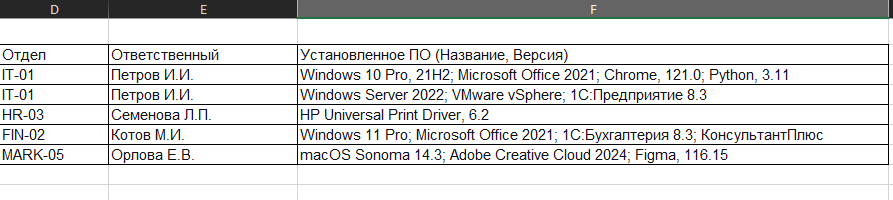 D E F
Отдел Ответственный Установленное ПО (Название, Версия)
IT-01 Петров И.И. Windows 10 Pro, 21H2; Microsoft Office 2021; Chrome, 121.0; Python, 3.11
IT-01 Петров И.И. Windows Server 2022; VMware vSphere; 1С:Предприятие 8.3
HR-03 Семенова Л.П. HP Universal Print Driver, 6.2
FIN-02 Котов М.И. Windows 11 Pro; Microsoft Office 2021; 1С:Бухгалтерия 8.3; КонсультантПлюс
MARK-05 Орлова Е.В. macOS Sonoma 14.3; Adobe Creative Cloud 2024; Figma, 116.15